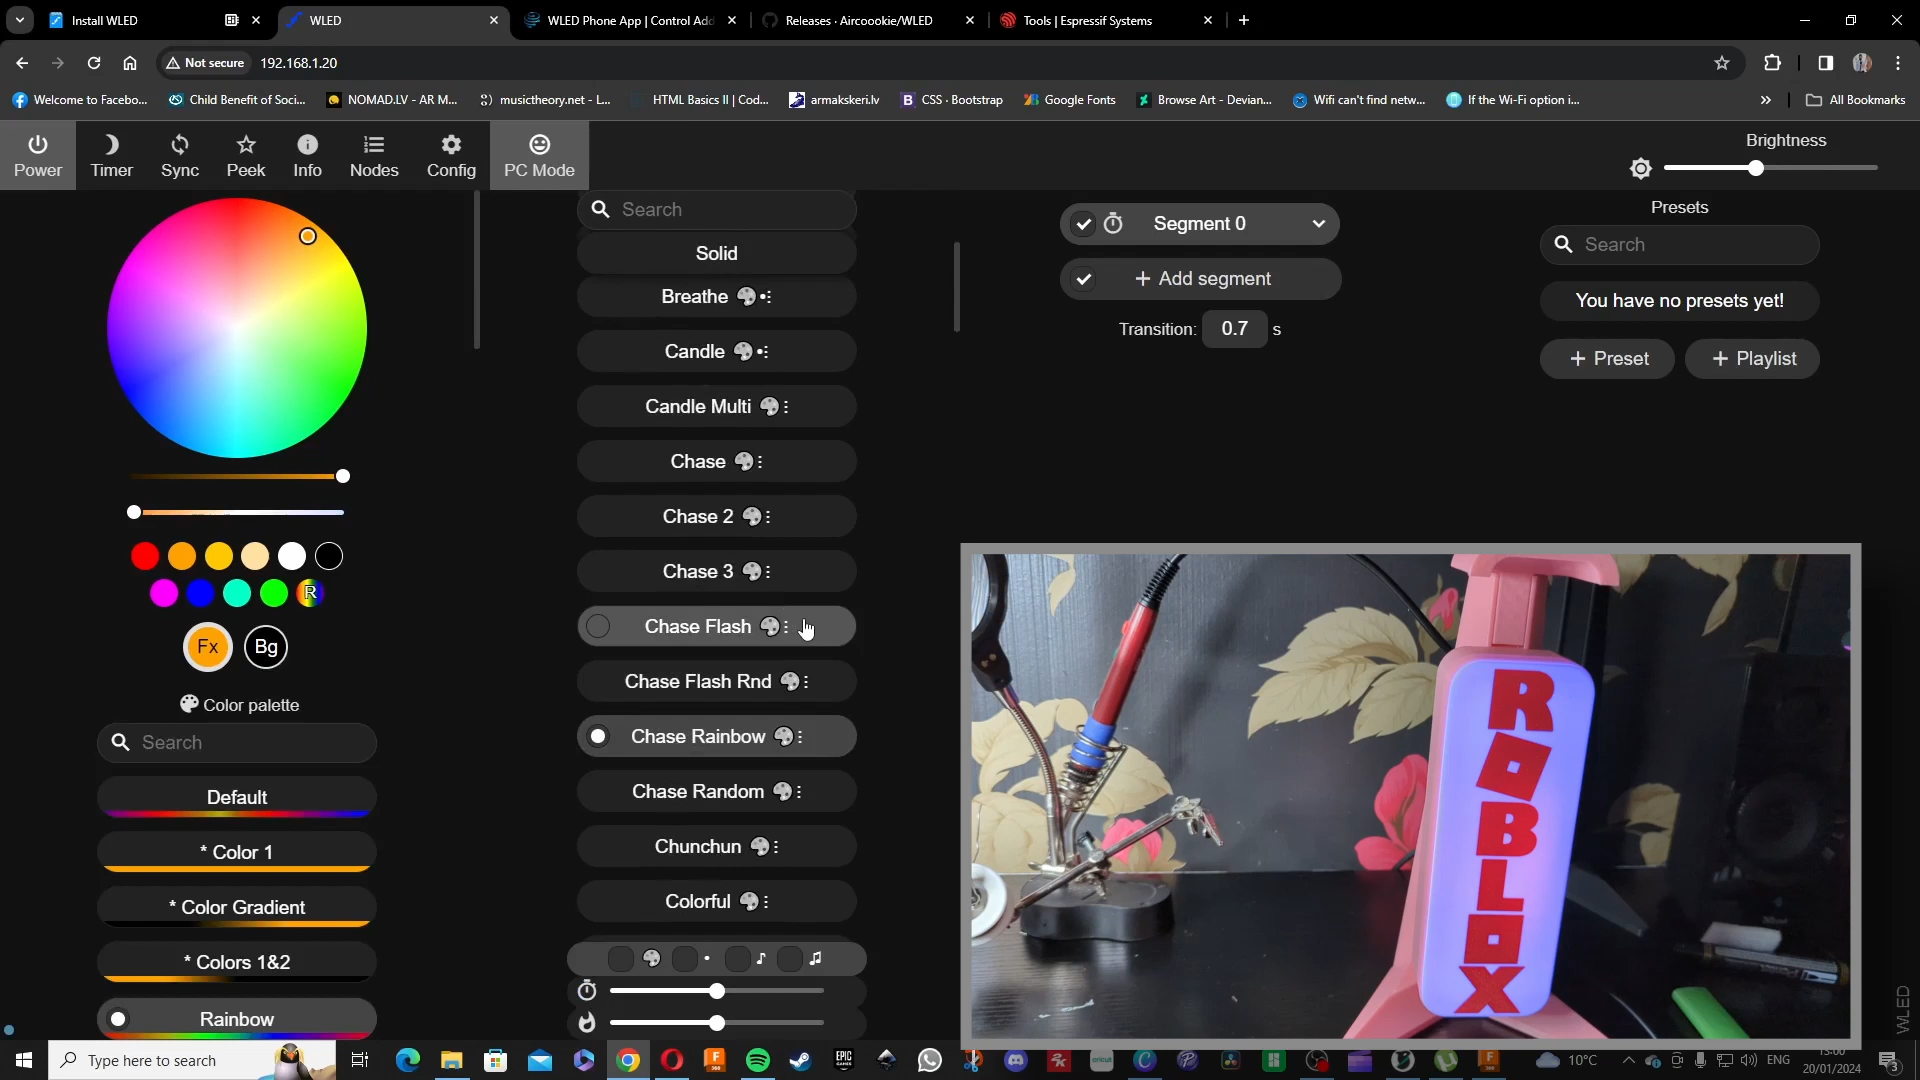 Install WLED
WLED
WLED Phone App | Control Add
Releases · Aircoookie/WLED
Tools | Espressif Systems
Not secure
192.168.1.20
Welcome to Facebo...
Child Benefit of Soci...
NOMAD.LV - AR M...
musictheory.net - L...
HTML Basics II | Cod...
armakskeri.lv
CSS · Bootstrap
Google Fonts
Browse Art - Devian...
Wifi can't find netw...
If the Wi-Fi option i...
All Bookmarks
Power
Timer
Sync
Peek
Info
Nodes
Config
PC Mode
Brightness
R
Fx
Bg
Color palette
Search
Default
* Color 1
* Color Gradient
* Colors 1&2
Rainbow
Search
Solid
Breathe
Candle
Candle Multi
Chase
Chase 2
Chase 3
Chase Flash
Chase Flash Rnd
Chase Rainbow
Chase Random
Chunchun
Colorful
Segment 0
+ Add segment
Transition: 0.7 s
Presets
Search
You have no presets yet!
+ Preset
+ Playlist
ROBLOX
WLED
Type here to search
10°C
ENG
13:00
20/01/2024
3